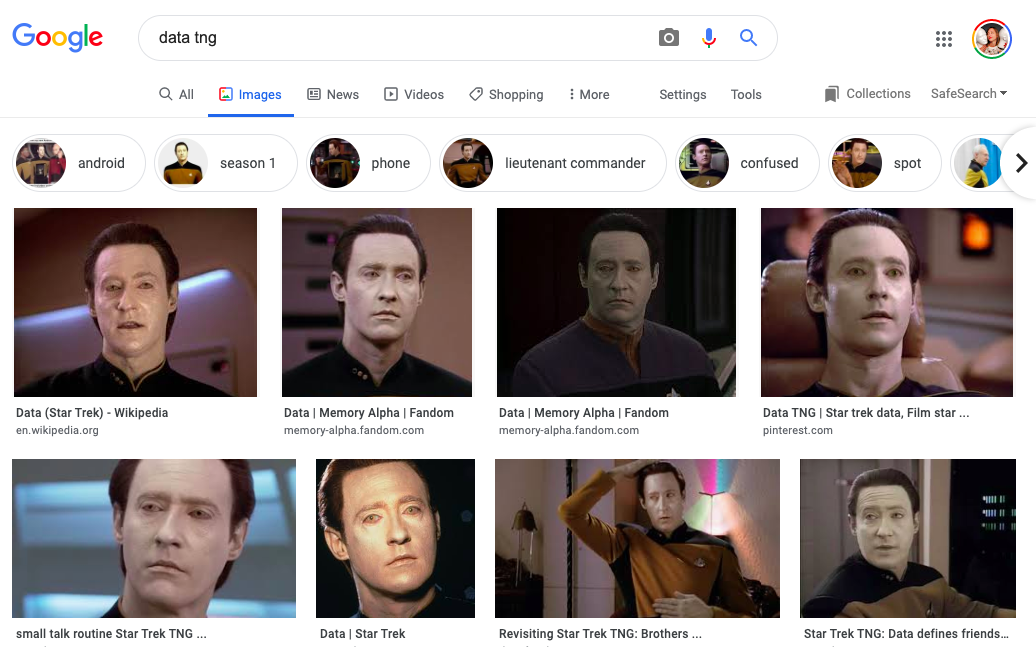 Google
data tng
All
Images
News
Videos
Shopping
More
Settings
Tools
Collections
SafeSearch
android
season 1
phone
lieutenant commander
confused
spot
Data (Star Trek) - Wikipedia
en.wikipedia.org
Data | Memory Alpha | Fandom
memory-alpha.fandom.com
Data | Memory Alpha | Fandom
memory-alpha.fandom.com
Data TNG | Star trek data, Film star ...
pinterest.com
small talk routine Star Trek TNG ...
Data | Star Trek
Revisiting Star Trek TNG: Brothers ...
Star Trek TNG: Data defines friends...